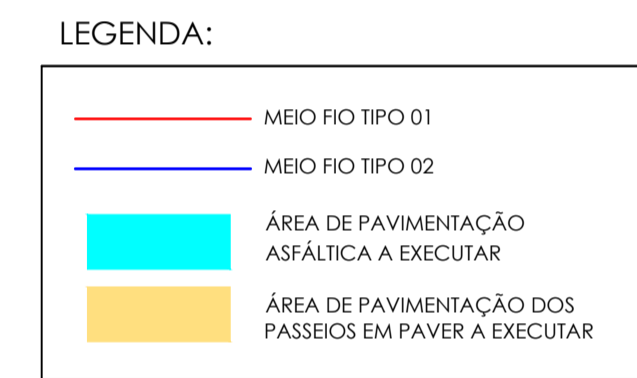 LEGENDA:
MEIO FIO TIPO 01
MEIO FIO TIPO 02
ÁREA DE PAVIMENTAÇÃO
ASFÁLTICA A EXECUTAR
ÁREA DE PAVIMENTAÇÃO DOS
PASSEIOS EM PAVER A EXECUTAR